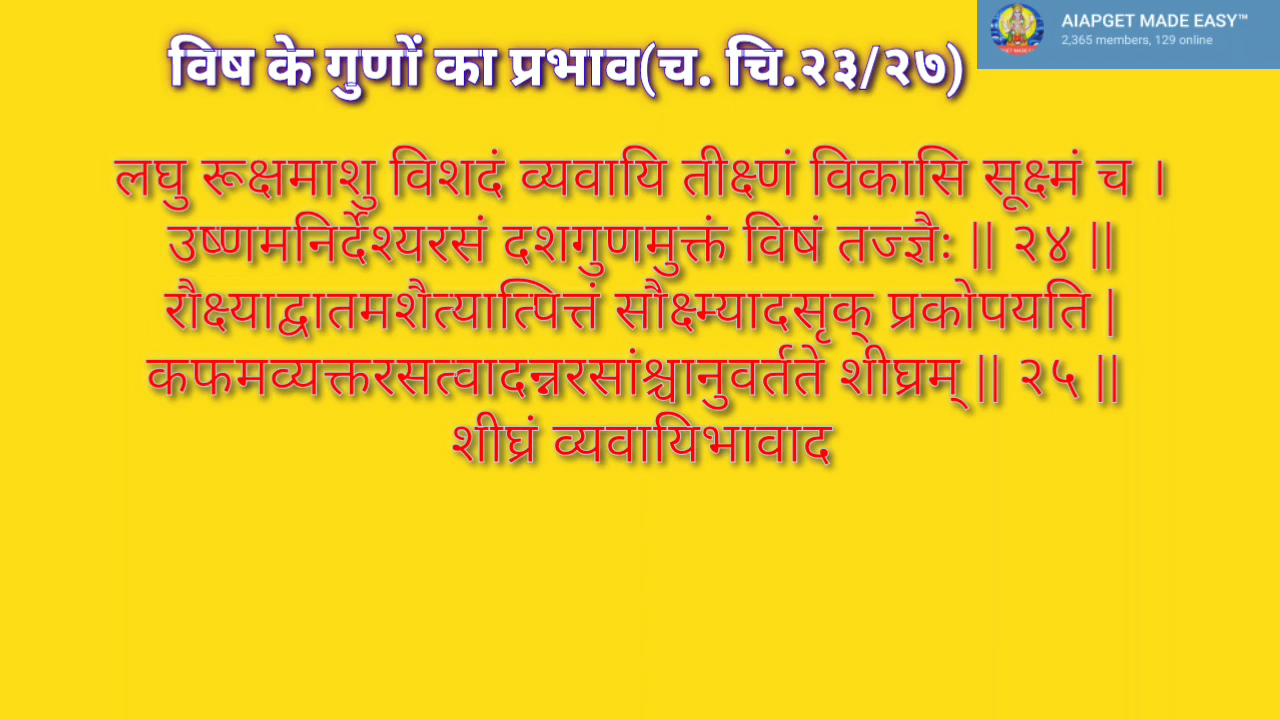 AIAPGET MADE EASY™
2,365 members, 129 online
विष के गुणों का प्रभाव(च. चि.२३/२७)
लघु रूक्षमाशु विशदं व्यवायि तीक्ष्णं विकासि सूक्ष्मं च ।
उष्णमनिर्देश्यरसं दशगुणमुक्तं विषं तज्ज्ञैः || २४ ||
रौक्ष्याद्वातमशैत्यात्पित्तं सौक्ष्म्यादसृक् प्रकोपयति |
कफमव्यक्तरसत्वादन्नरसांश्चानुवर्तते शीघ्रम् || २५ ||
शीघ्रं व्यवायिभावाद